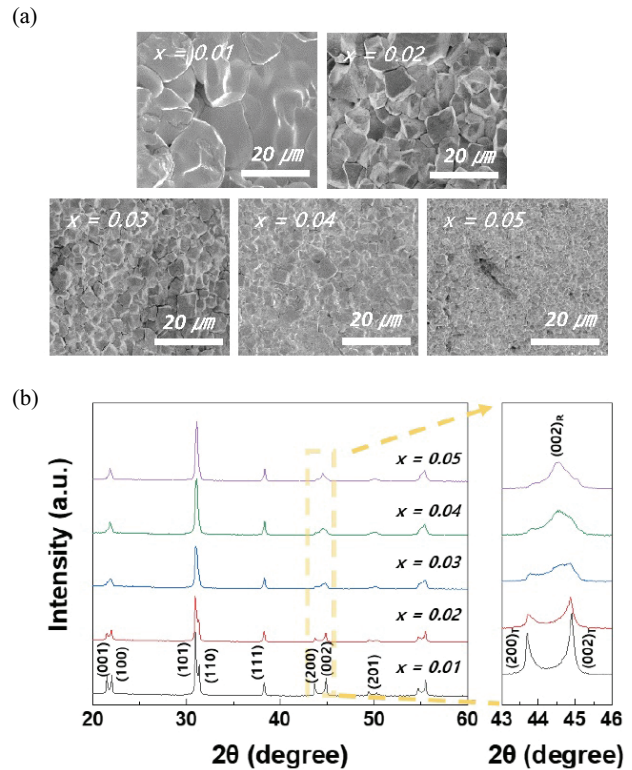 (a)
x = 0.01
x = 0.02
20 µm
20 µm
x = 0.03
x = 0.04
x = 0.05
20 µm
20 µm
20 µm
(b)
Intensity (a.u.)
x = 0.05
x = 0.04
x = 0.03
x = 0.02
x = 0.01
(001)
(100)
(101)
(110)
(111)
(200)
(002)
(201)
20 30 40 50 60
2θ (degree)
(002)R
(200)T
(002)T
43 44 45 46
2θ (degree)